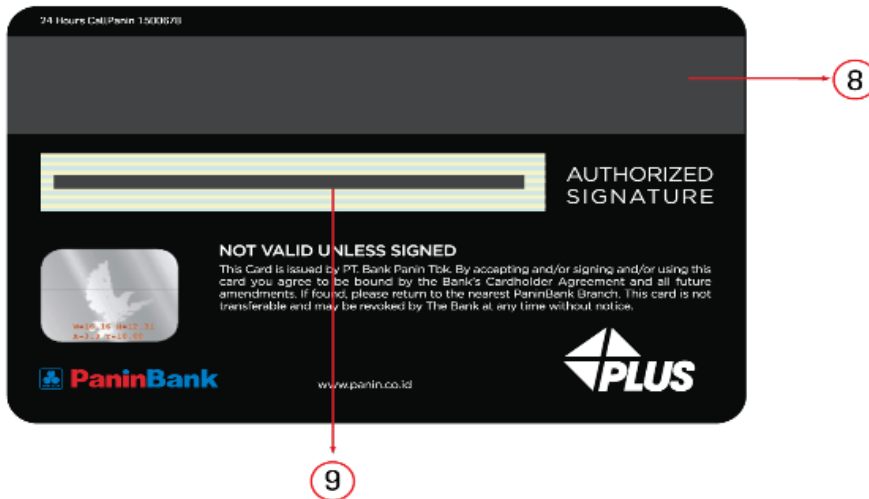 24 Hours CallPanin 1500678
8
AUTHORIZED
SIGNATURE
NOT VALID UNLESS SIGNED
This Card is issued by PT. Bank Panin Tbk. By accepting and/or signing and/or using this
card you agree to be bound by the Bank's Cardholder Agreement and all future
amendments. If found, please return to the nearest PaninBank Branch. This card is not
transferable and may be revoked by The Bank at any time without notice.
PaninBank
www.panin.co.id
PLUS
9